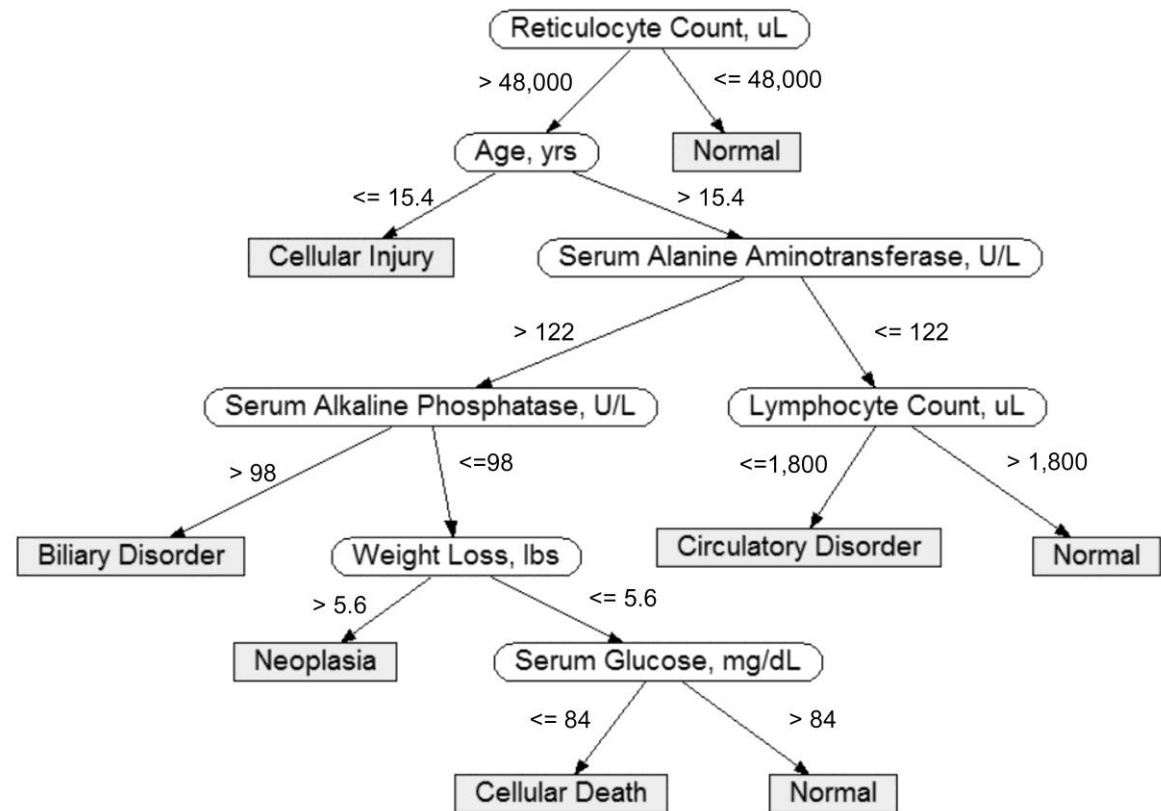 Reticulocyte Count, uL
> 48,000
<= 48,000
Age, yrs
Normal
<= 15.4
> 15.4
Cellular Injury
Serum Alanine Aminotransferase, U/L
> 122
<= 122
Serum Alkaline Phosphatase, U/L
Lymphocyte Count, uL
> 98
<=98
<=1,800
> 1,800
Biliary Disorder
Weight Loss, lbs
Circulatory Disorder
Normal
> 5.6
<= 5.6
Neoplasia
Serum Glucose, mg/dL
<= 84
> 84
Cellular Death
Normal